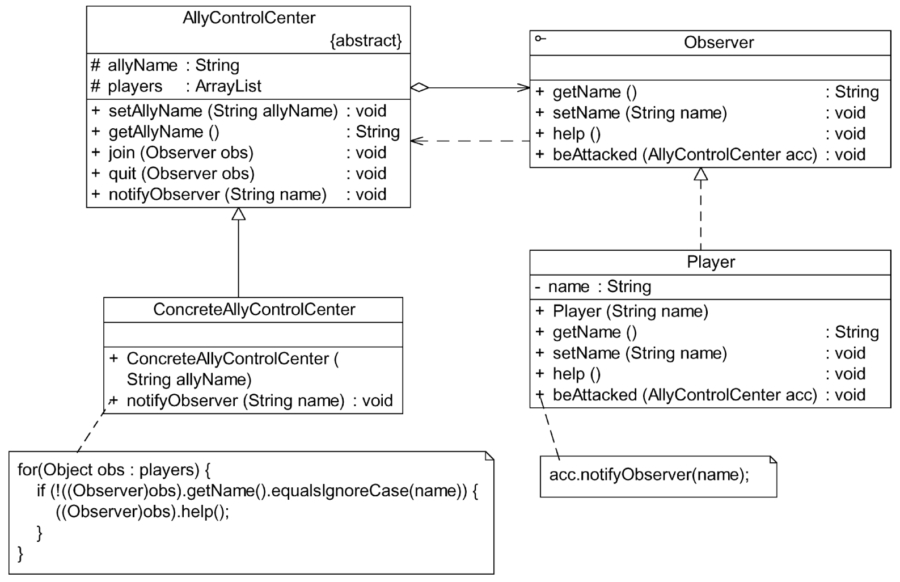 AllyControlCenter
{abstract}
# allyName : String
# players : ArrayList
+ setAllyName (String allyName) : void
+ getAllyName () : String
+ join (Observer obs) : void
+ quit (Observer obs) : void
+ notifyObserver (String name) : void
Observer
+ getName () : String
+ setName (String name) : void
+ help () : void
+ beAttacked (AllyControlCenter acc) : void
ConcreteAllyControlCenter
+ ConcreteAllyControlCenter (
String allyName)
+ notifyObserver (String name) : void
Player
- name : String
+ Player (String name)
+ getName () : String
+ setName (String name) : void
+ help () : void
+ beAttacked (AllyControlCenter acc) : void
for(Object obs : players) {
if (!((Observer)obs).getName().equalsIgnoreCase(name)) {
((Observer)obs).help();
}
}
acc.notifyObserver(name);